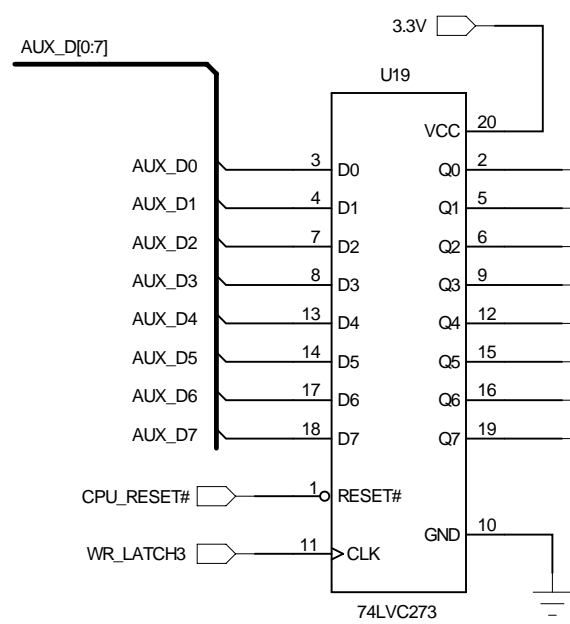 3.3V
AUX_D[0:7]
U19
VCC 20
AUX_D0 3 D0 Q0 2
AUX_D1 4 D1 Q1 5
AUX_D2 7 D2 Q2 6
AUX_D3 8 D3 Q3 9
AUX_D4 13 D4 Q4 12
AUX_D5 14 D5 Q5 15
AUX_D6 17 D6 Q6 16
AUX_D7 18 D7 Q7 19
CPU_RESET# 1 RESET#
GND 10
WR_LATCH3 11 CLK
74LVC273